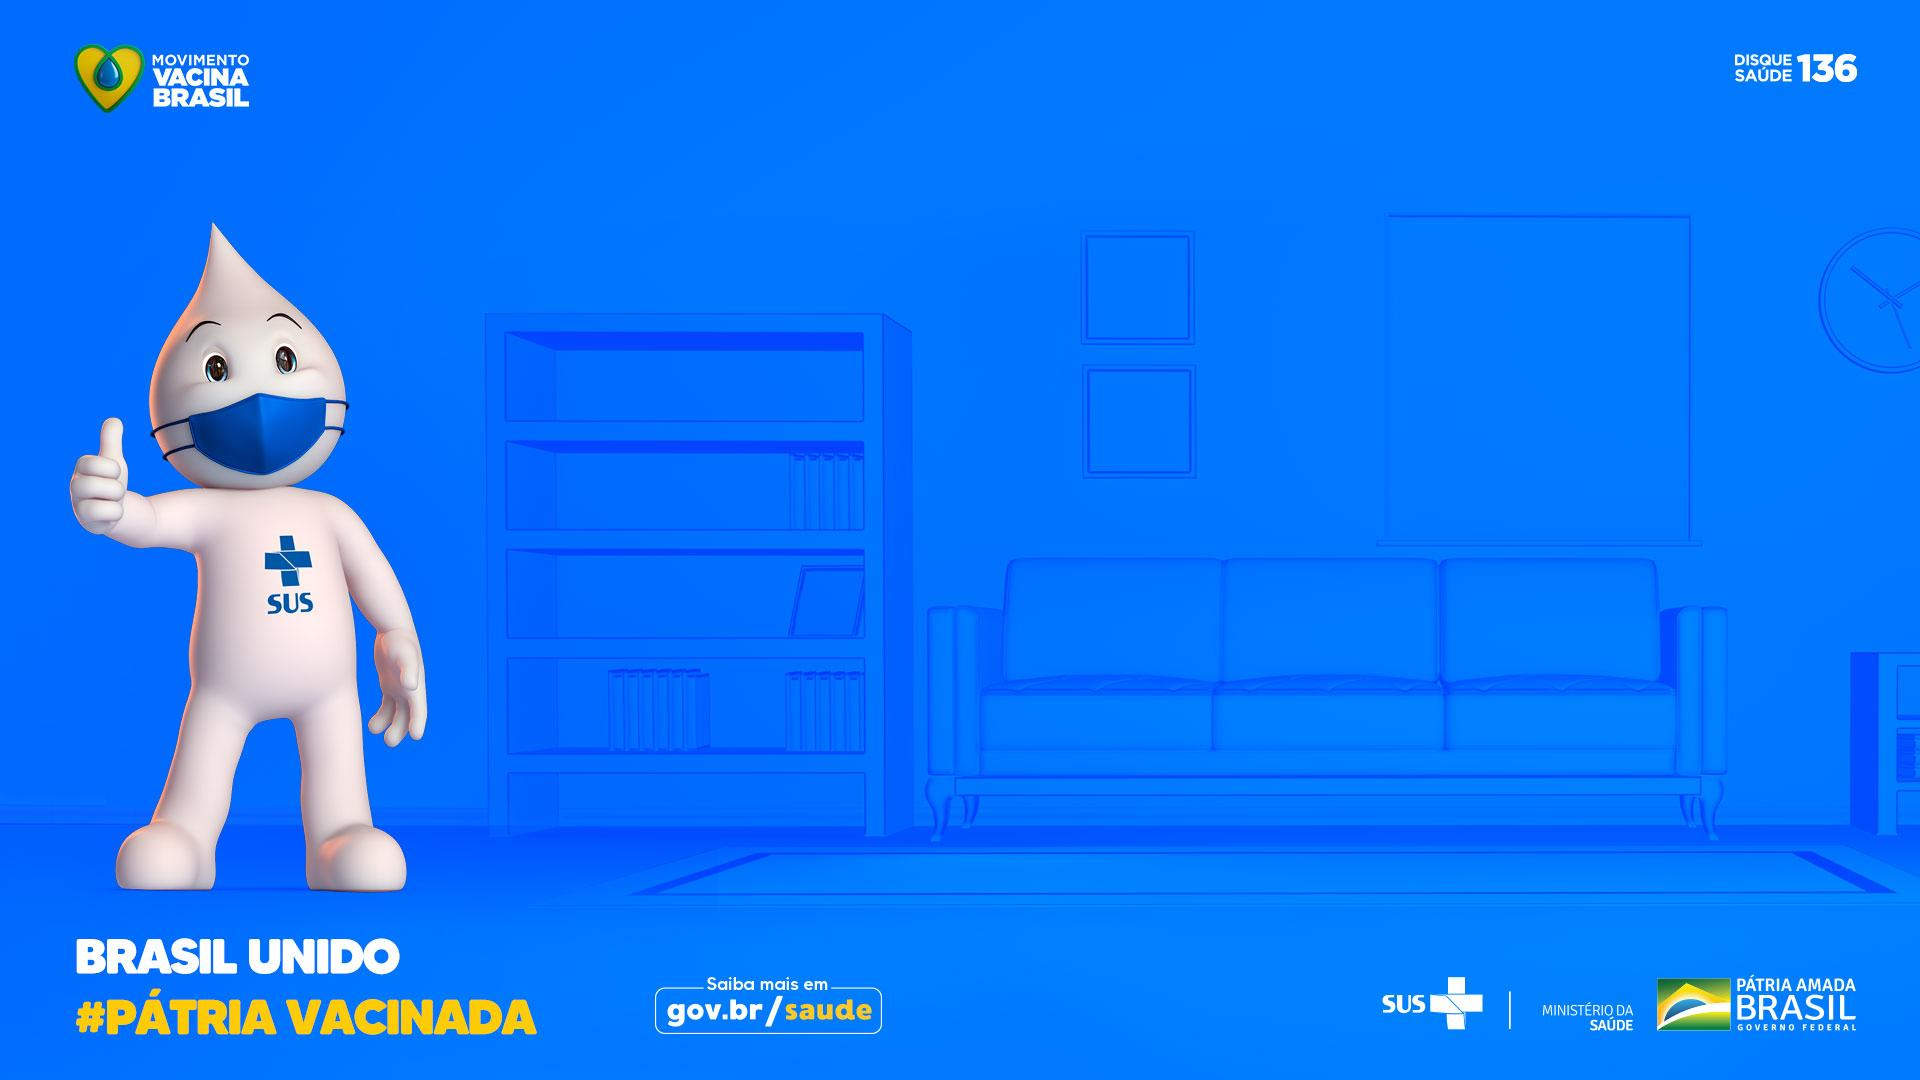 MOVIMENTO
VACINA
BRASIL
DISQUE
SAÚDE 136
SUS
BRASIL UNIDO
#PÁTRIA VACINADA
Saiba mais em
gov.br/saude
SUS
MINISTÉRIO DA
SAÚDE
PÁTRIA AMADA
BRASIL
GOVERNO FEDERAL